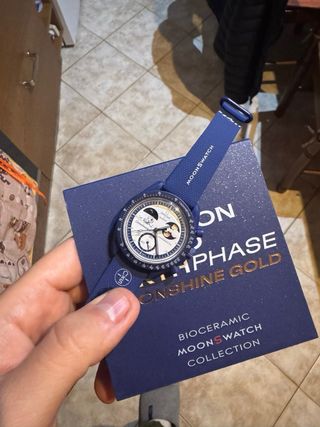 MOONSWATCH
ON
PHASE
ONSHINE GOLD
BIOCERAMIC
MOONSWATCH
COLLECTION